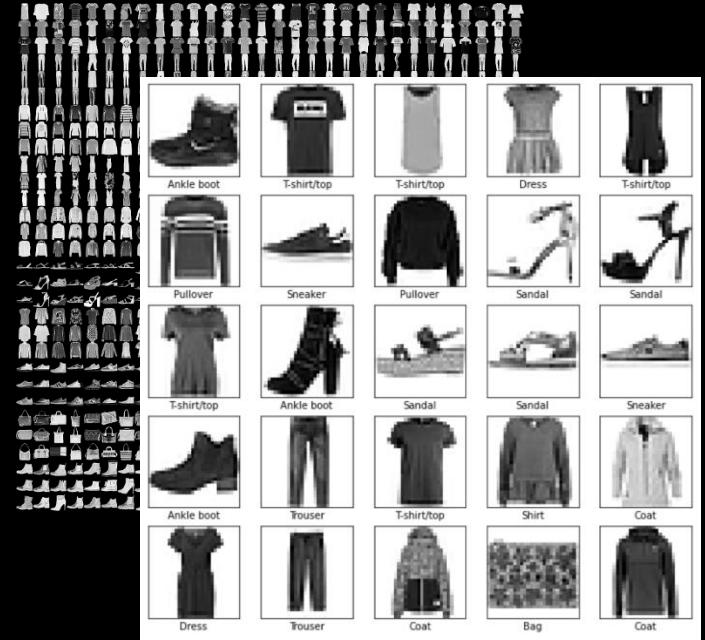 Ankle boot T-shirt/top T-shirt/top Dress T-shirt/top
Pullover Sneaker Pullover Sandal Sandal
T-shirt/top Ankle boot Sandal Sandal Sneaker
Ankle boot Trouser T-shirt/top Shirt Coat
Dress Trouser Coat Bag Coat